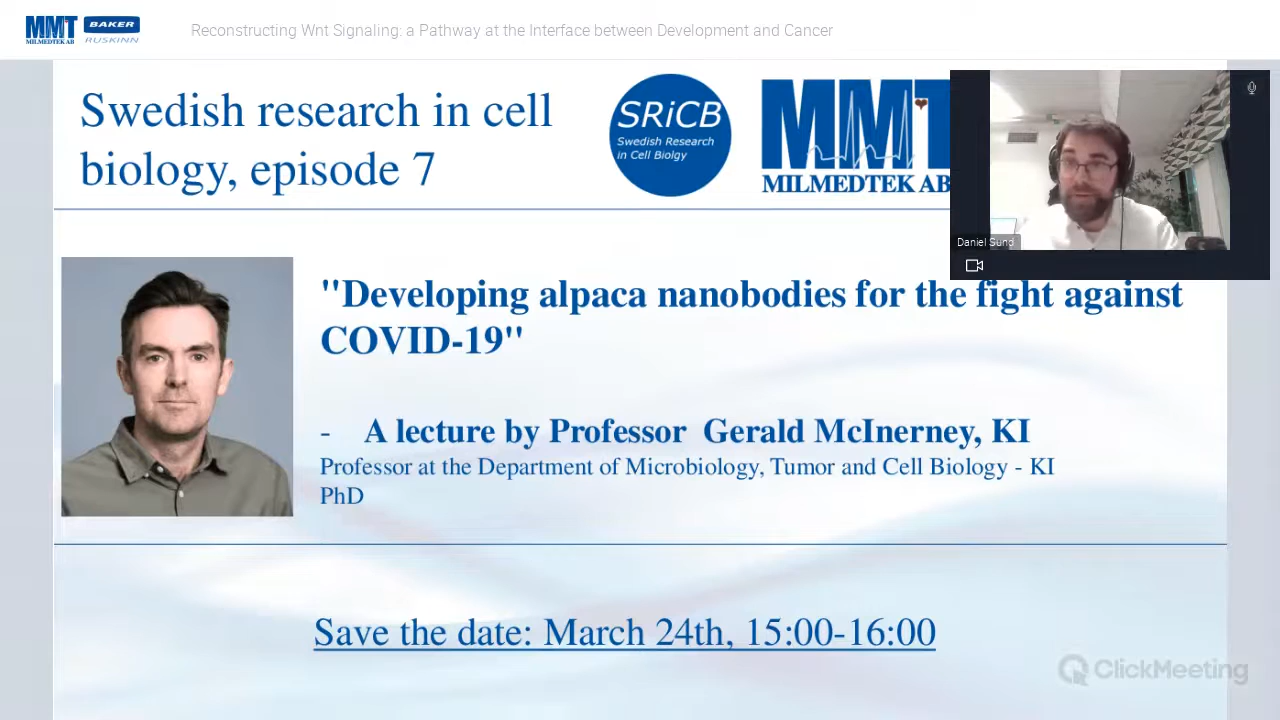 MMT
MILMEDTEK AB
BAKER
RUSKINN
Reconstructing Wnt Signaling: a Pathway at the Interface between Development and Cancer
Swedish research in cell
biology, episode 7
SRiCB
Swedish Research
in Cell Biolgy
MMT
MILMEDTEK AB
Daniel Sund
"Developing alpaca nanobodies for the fight against
COVID-19"
- A lecture by Professor Gerald McInerney, KI
Professor at the Department of Microbiology, Tumor and Cell Biology - KI
PhD
Save the date: March 24th, 15:00-16:00
ClickMeeting